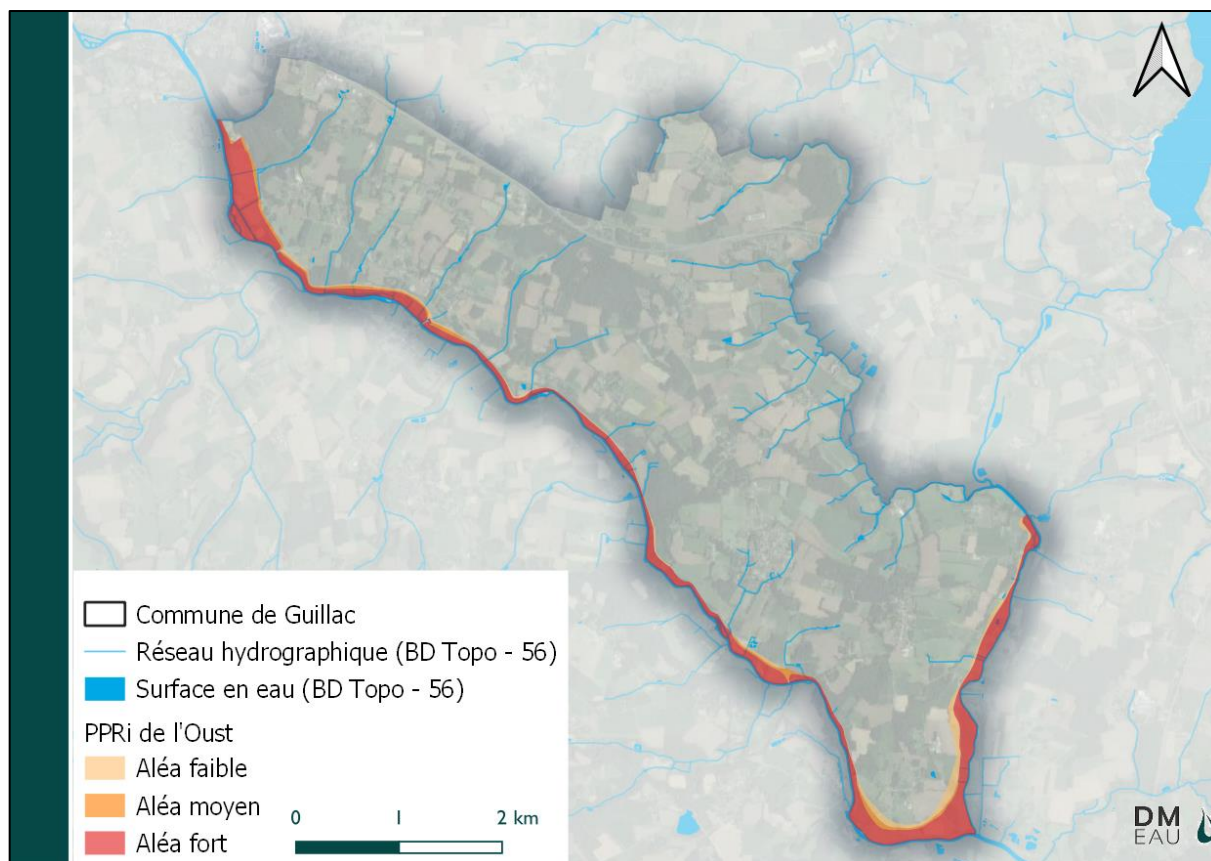 Commune de Guillac
Réseau hydrographique (BD Topo - 56)
Surface en eau (BD Topo - 56)
PPRi de l'Oust
Aléa faible
Aléa moyen
Aléa fort
0 1 2 km
DM
EAU